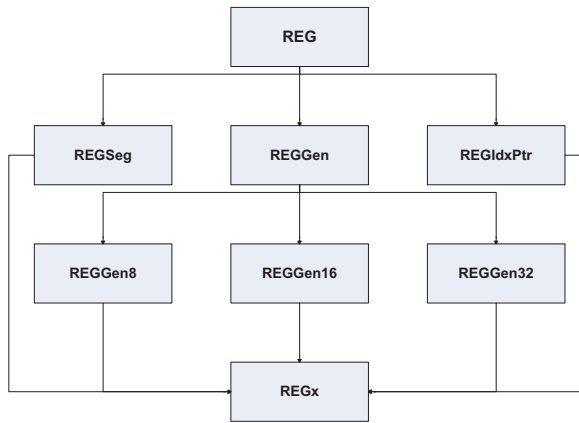 REG
REGSeg
REGGen
REGIdxPtr
REGGen8
REGGen16
REGGen32
REGx